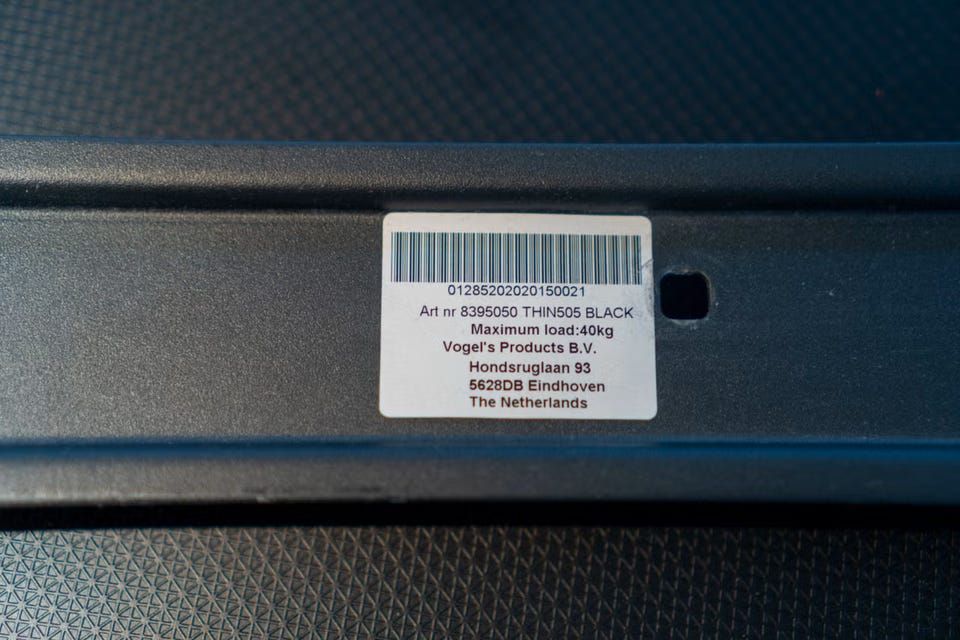 01285202020150021
Art nr 8395050 THIN505 BLACK
Maximum load:40kg
Vogel's Products B.V.
Hondsruglaan 93
5628DB Eindhoven
The Netherlands